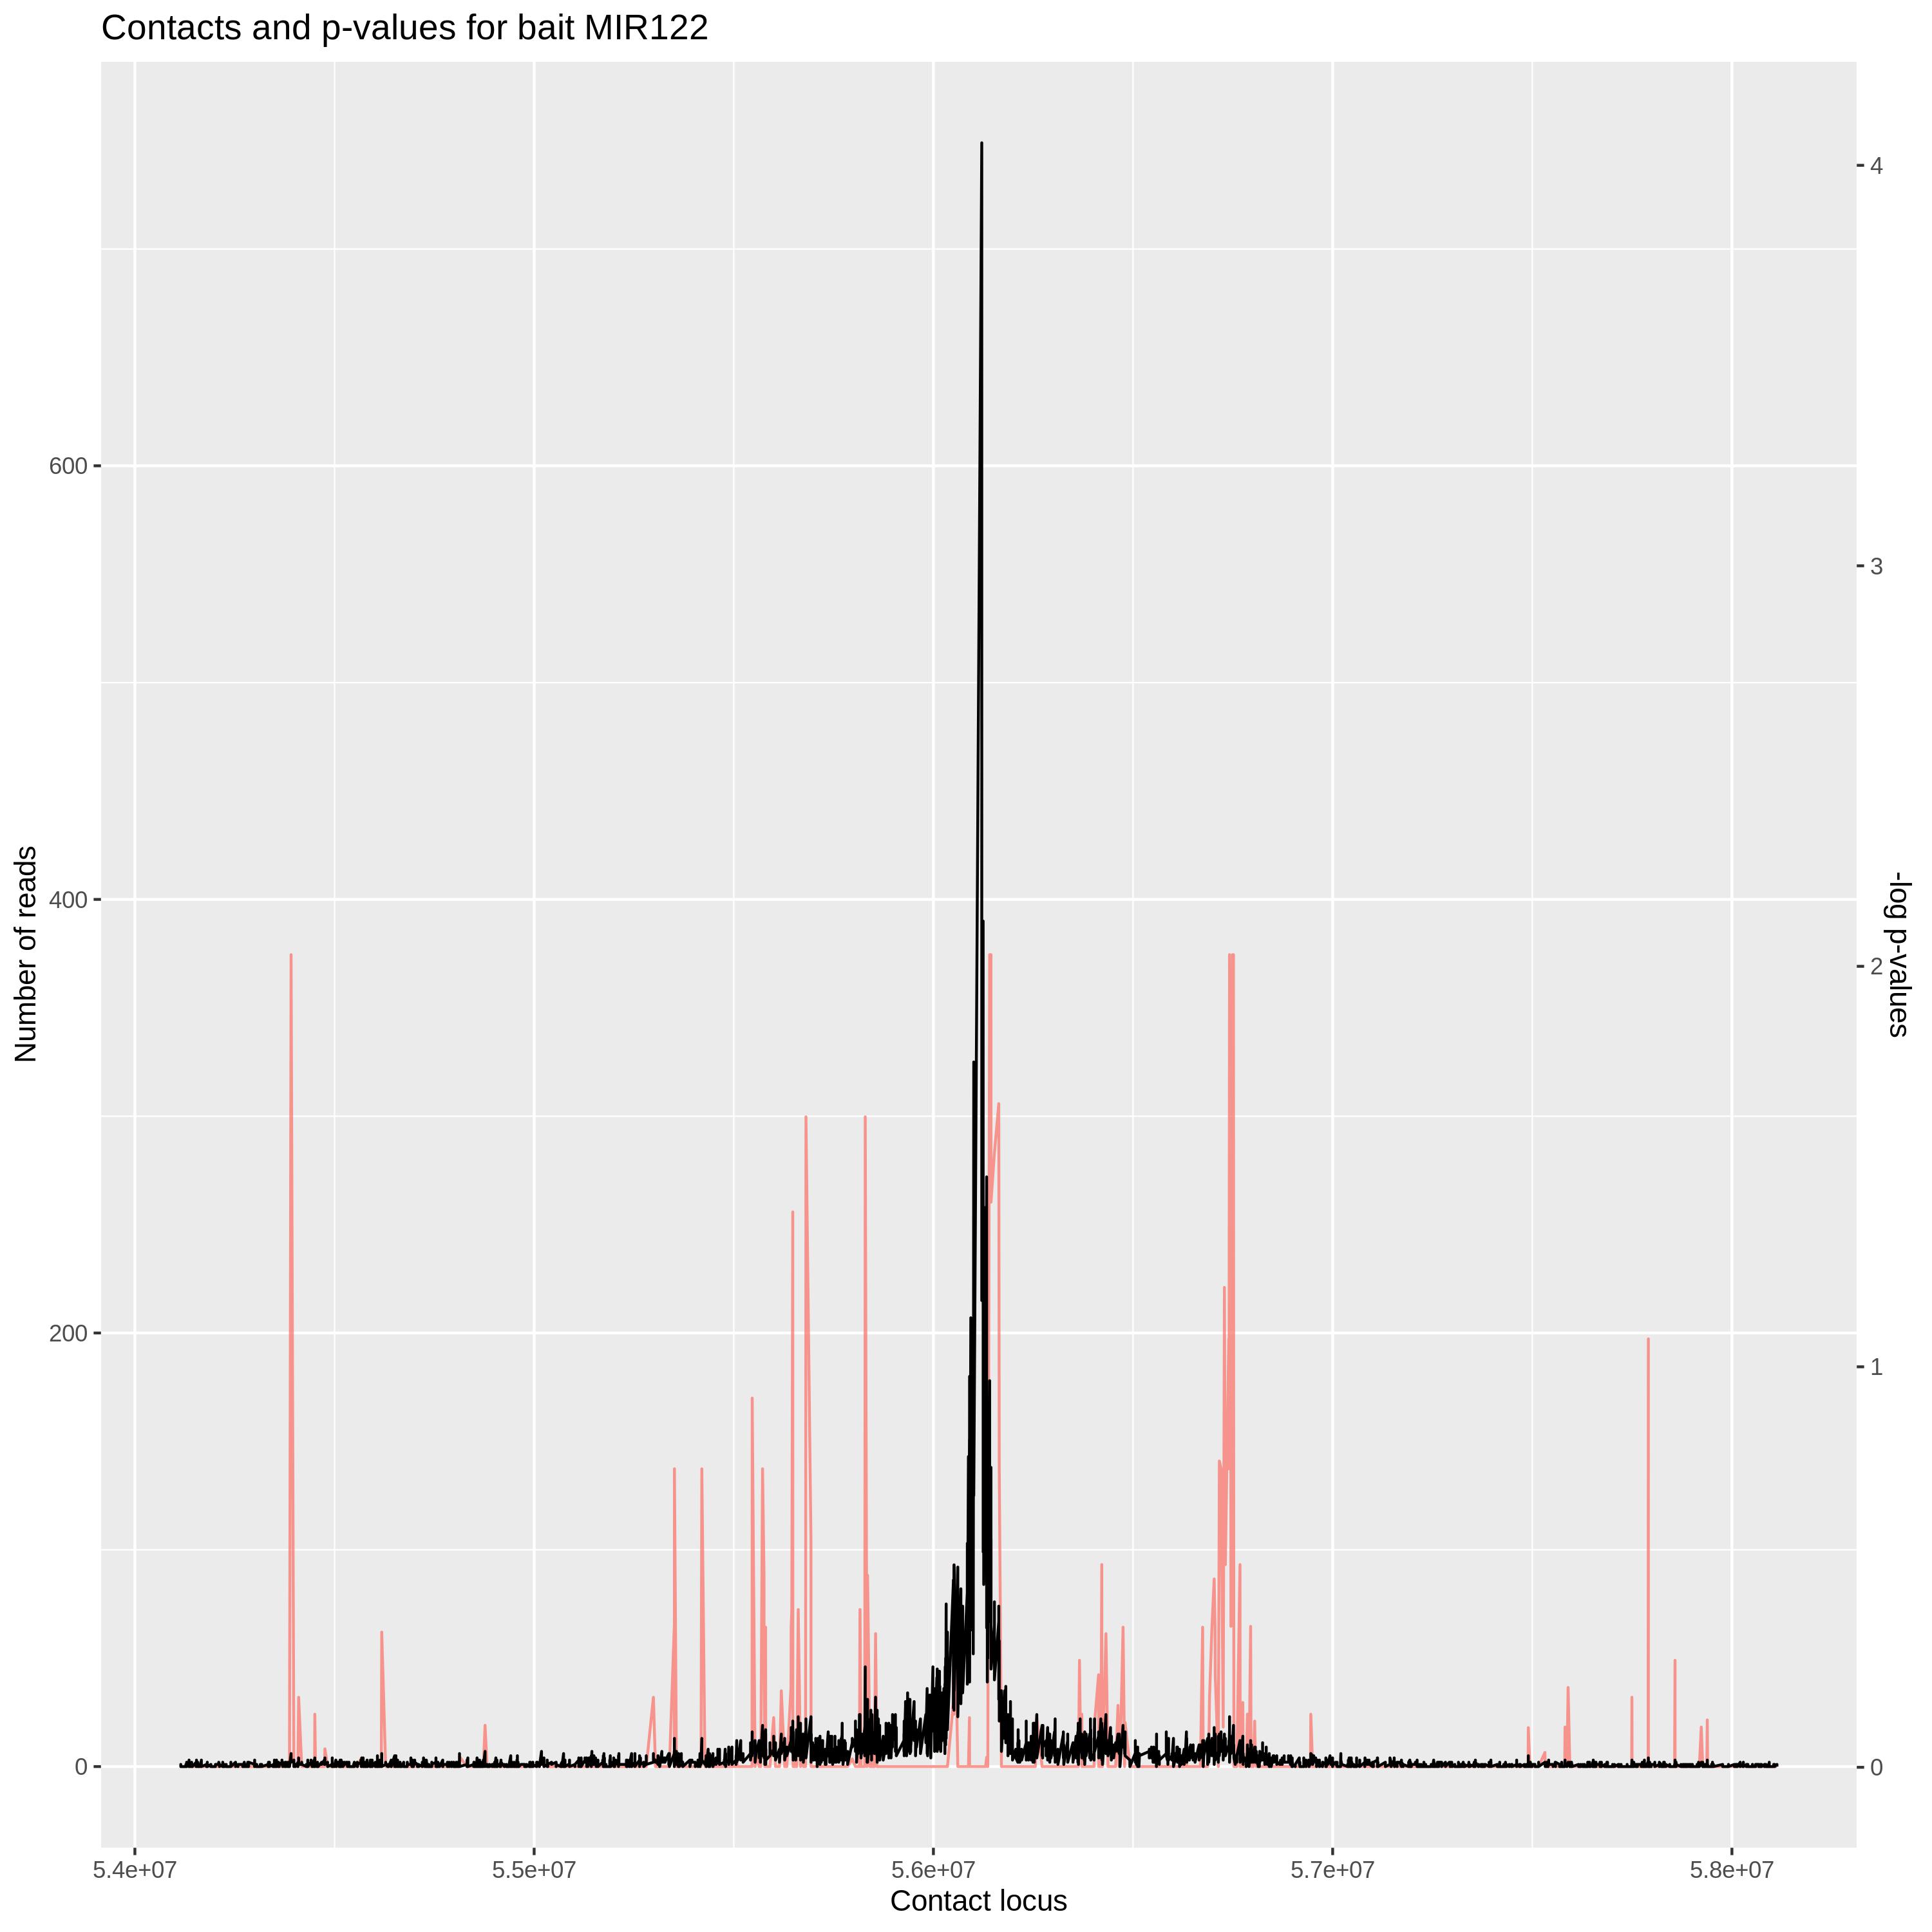 Contacts and p-values for bait MIR122
Number of reads
600
400
200
0
4
3
2
1
0
-log p-values
5.4e+07 5.5e+07 5.6e+07 5.7e+07 5.8e+07
Contact locus